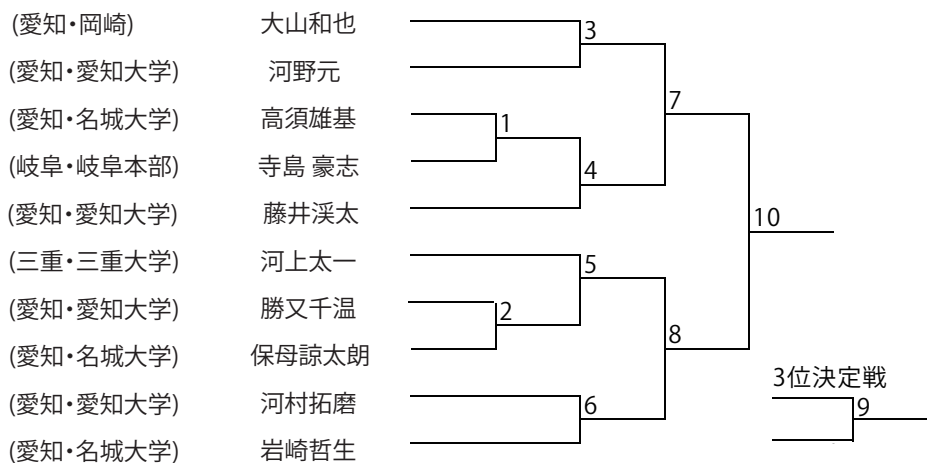 (愛知・岡崎) 大山和也
(愛知・愛知大学) 河野元
(愛知・名城大学) 高須雄基
(岐阜・岐阜本部) 寺島 豪志
(愛知・愛知大学) 藤井渓太
(三重・三重大学) 河上太一
(愛知・愛知大学) 勝又千温
(愛知・名城大学) 保母諒太朗
(愛知・愛知大学) 河村拓磨
(愛知・名城大学) 岩崎哲生
3
7
1
4
10
5
2
8
6
3位決定戦
9